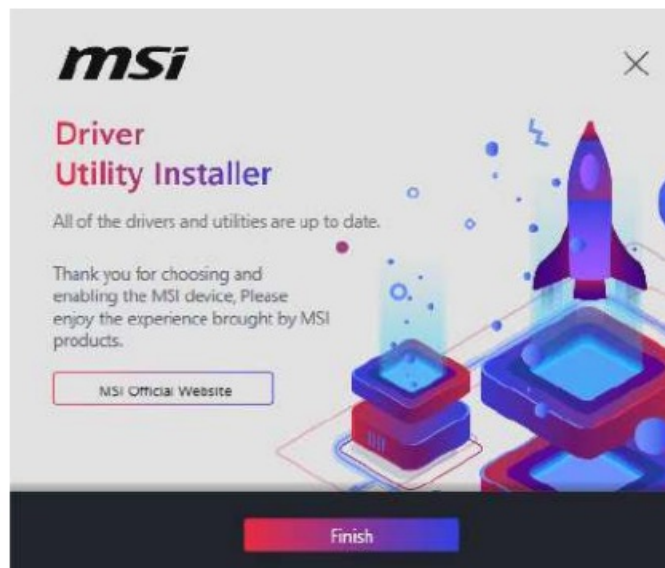 msi
Driver
Utility Installer
All of the drivers and utilities are up to date.
Thank you for choosing and
enabling the MSI device, Please
enjoy the experience brought by MSI
products.
MSI Official Website
Finish